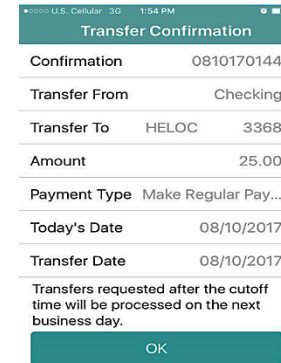 ●oooo U.S. Cellular 3G 1:54 PM
Transfer Confirmation
Confirmation 0810170144
Transfer From Checking
Transfer To HELOC 3368
Amount 25.00
Payment Type Make Regular Pay...
Today's Date 08/10/2017
Transfer Date 08/10/2017
Transfers requested after the cutoff
time will be processed on the next
business day.
OK